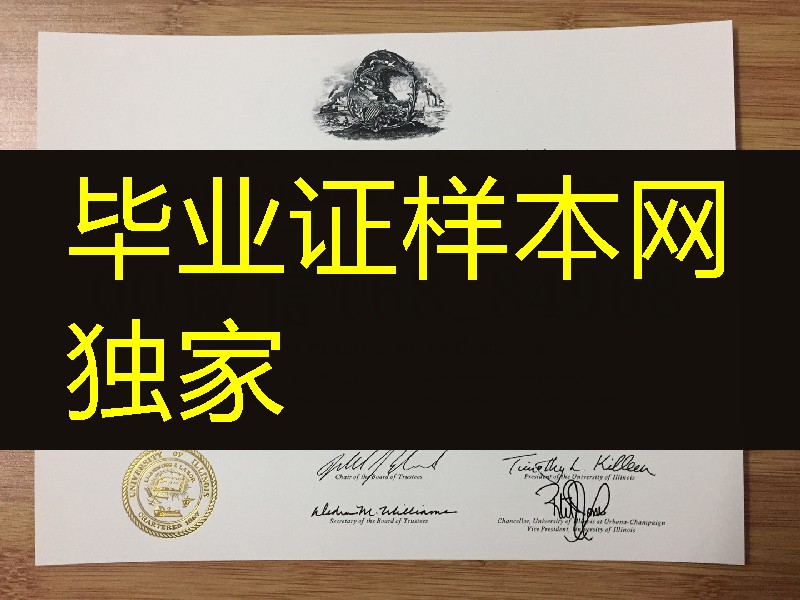 毕业证样本网
独家
UNIVERSITY OF ILLINOIS
LEARNING & LABOR
CHARTERED 1867
Chair of the Board of Trustees
Timothy L. Killeen
President of the University of Illinois
Secretary of the Board of Trustees
Chancellor, University of Illinois at Urbana-Champaign
Vice President, University of Illinois